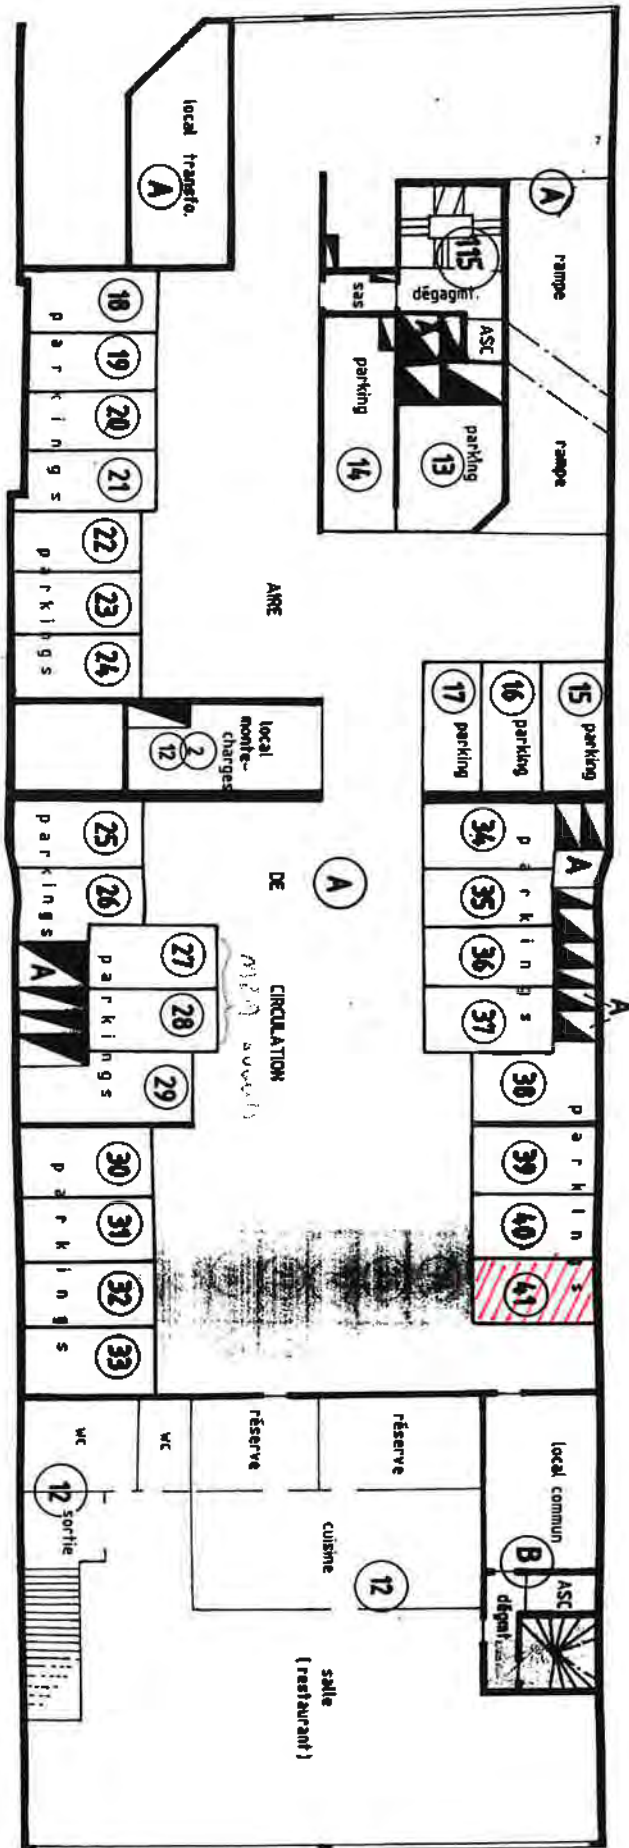 local transfo.
A
A
rampe
rampe
115
dégagmt.
sas
A
ASC
parking
14
parking
13
18
19
20
21
parkings
22
23
24
parkings
AIRE
DE
CIRCULATION
A
17 parking
16 parking
15 parking
local
monte-
charges
2
12
25
26
parkings
27
28
29
parkings
A
34
35
36
37
parkings
A
A
38
39
40
41
parkings
30
31
32
33
parkings
wc
wc
réserve
réserve
local commun
12 sortie
cuisine
12
B
ASC
dégmt.
salle
(restaurant)